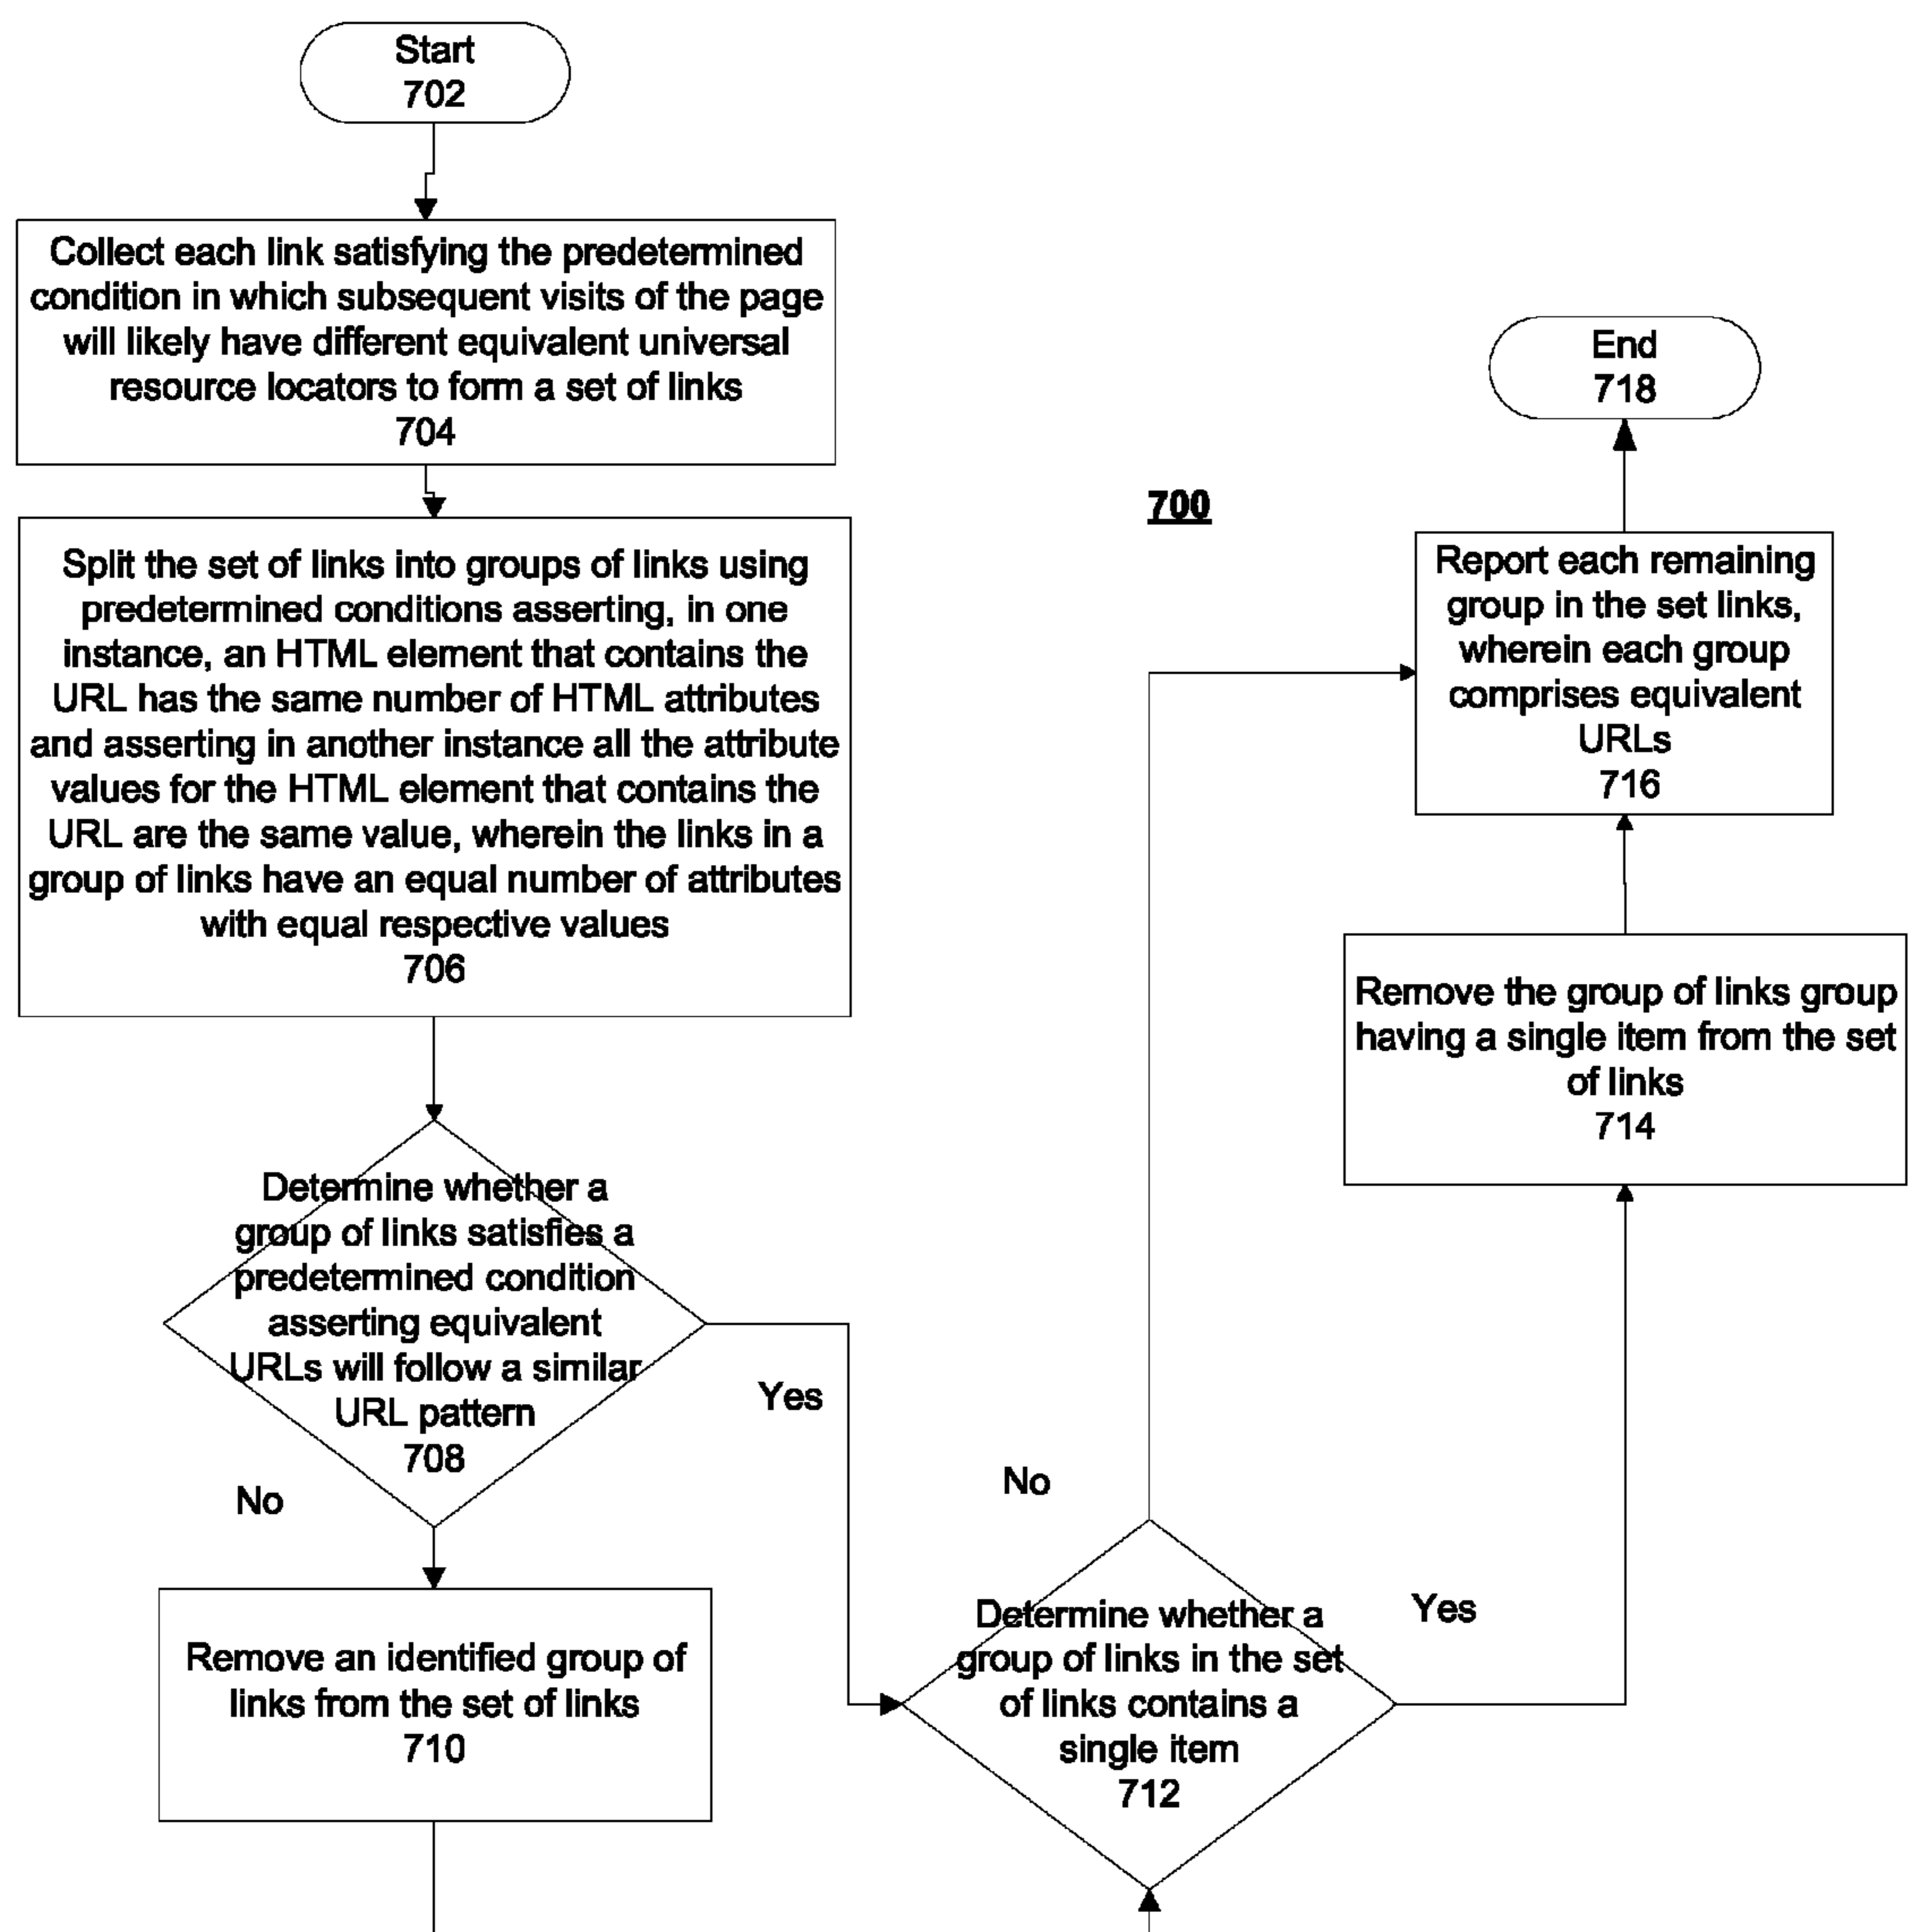 Start
702
Collect each link satisfying the predetermined
condition in which subsequent visits of the page
will likely have different equivalent universal
resource locators to form a set of links
704
Split the set of links into groups of links using
predetermined conditions asserting, in one
instance, an HTML element that contains the
URL has the same number of HTML attributes
and asserting in another instance all the attribute
values for the HTML element that contains the
URL are the same value, wherein the links in a
group of links have an equal number of attributes
with equal respective values
706
Determine whether a
group of links satisfies a
predetermined condition
asserting equivalent
URLs will follow a similar
URL pattern
708
Yes
No
Remove an identified group of
links from the set of links
710
Determine whether a
group of links in the set
of links contains a
single item
712
No
Yes
Remove the group of links group
having a single item from the set
of links
714
Report each remaining
group in the set links,
wherein each group
comprises equivalent
URLs
716
End
718
700